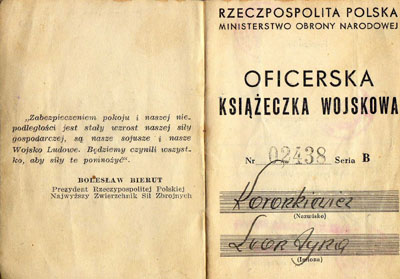 „Zabezpieczeniem pokoju i naszej nie-
podległości jest stały wzrost naszej siły
gospodarczej, są nasze sojusze i nasze
Wojsko Ludowe. Będziemy czynili wszyst-
ko, aby siły te pomnożyć“.
BOLESŁAW BIERUT
Prezydent Rzeczypospolitej Polskiej
Najwyższy Zwierzchnik Sił Zbrojnych
RZECZPOSPOLITA POLSKA
MINISTERSTWO OBRONY NARODOWEJ
OFICERSKA
KSIĄŻECZKA WOJSKOWA
Nr 02438 Seria B
(Nazwisko)
(Imiona)